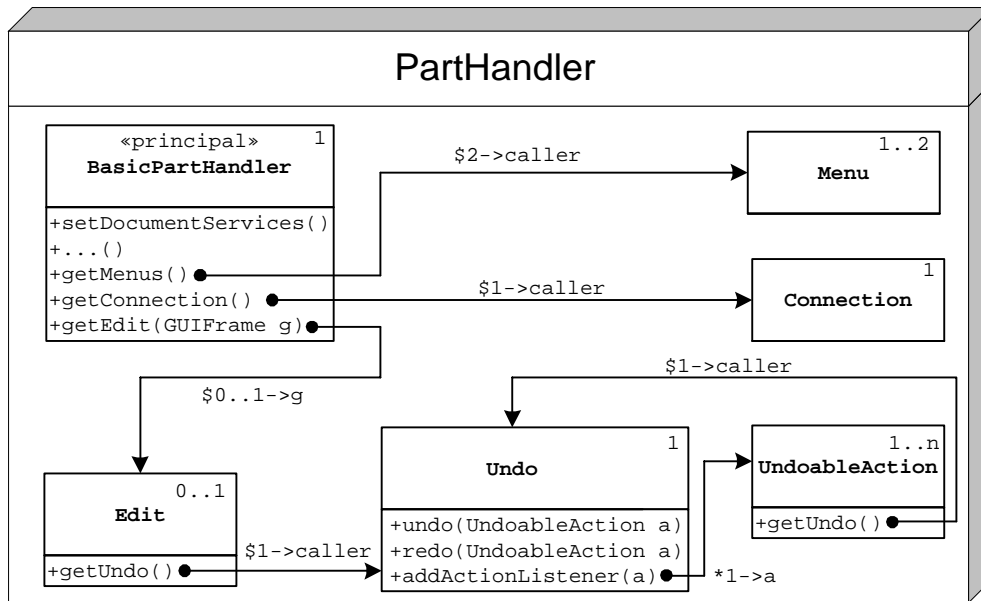 PartHandler
«principal» 1
BasicPartHandler
+setDocumentServices()
+...()
+getMenus()
+getConnection()
+getEdit(GUIFrame g)
$2->caller
1..2
Menu
$1->caller
1
Connection
$0..1->g
$1->caller
0..1
Edit
+getUndo()
$1->caller
1
Undo
+undo(UndoableAction a)
+redo(UndoableAction a)
+addActionListener(a)
1..n
UndoableAction
+getUndo()
*1->a